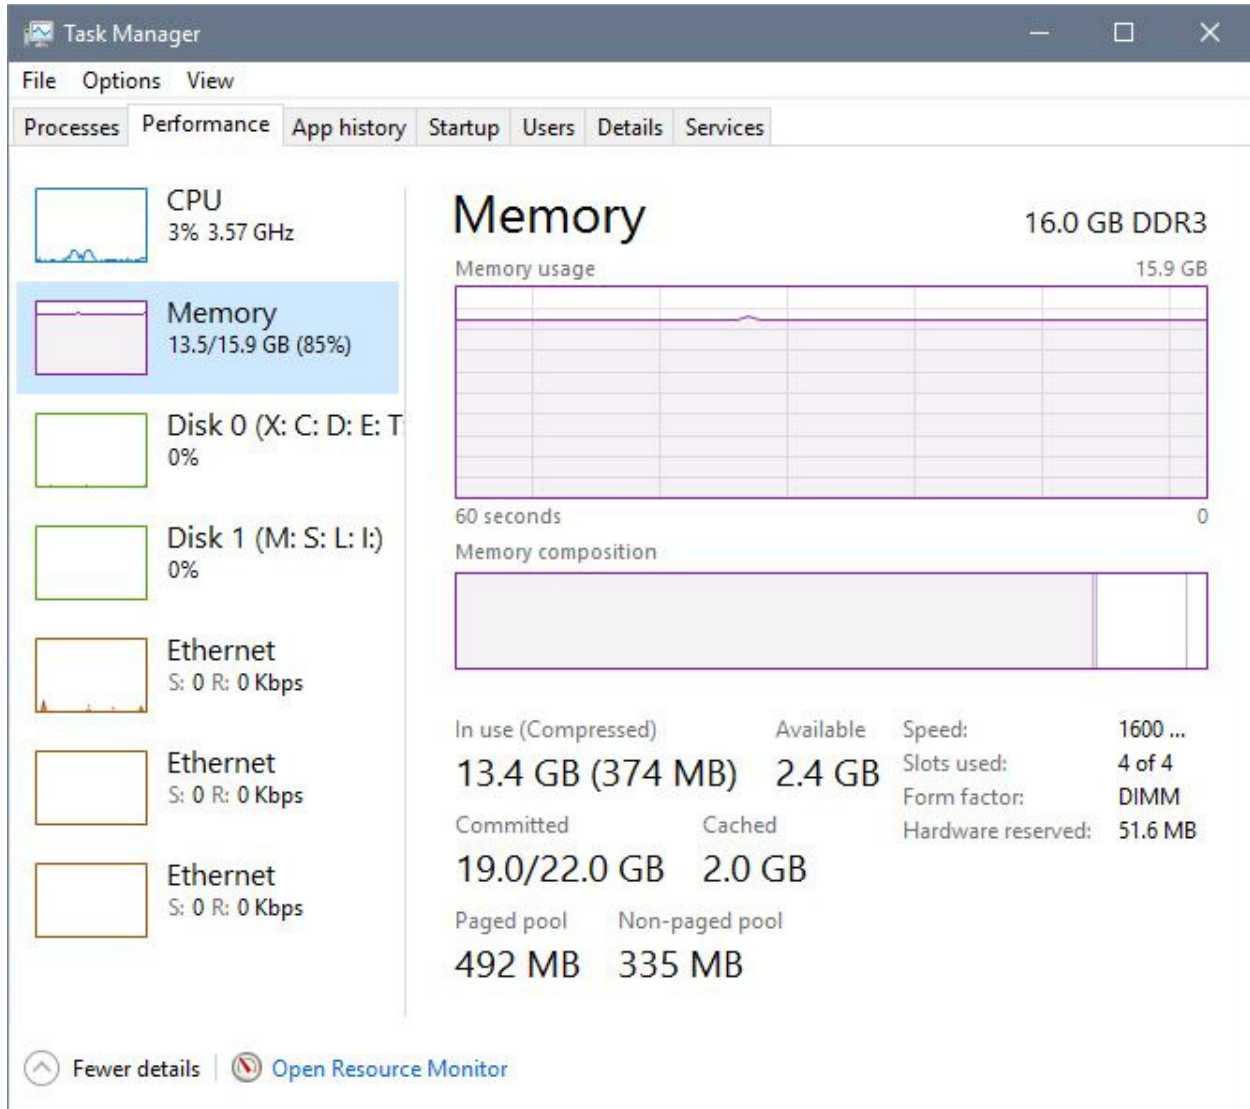 Task Manager
File Options View
Processes Performance App history Startup Users Details Services
CPU
3% 3.57 GHz
Memory
13.5/15.9 GB (85%)
Disk 0 (X: C: D: E: T
0%
Disk 1 (M: S: L: I:)
0%
Ethernet
S: 0 R: 0 Kbps
Ethernet
S: 0 R: 0 Kbps
Ethernet
S: 0 R: 0 Kbps
Memory 16.0 GB DDR3
Memory usage 15.9 GB
60 seconds 0
Memory composition
In use (Compressed) Available
13.4 GB (374 MB) 2.4 GB
Committed Cached
19.0/22.0 GB 2.0 GB
Paged pool Non-paged pool
492 MB 335 MB
Speed: 1600 ...
Slots used: 4 of 4
Form factor: DIMM
Hardware reserved: 51.6 MB
Fewer details Open Resource Monitor